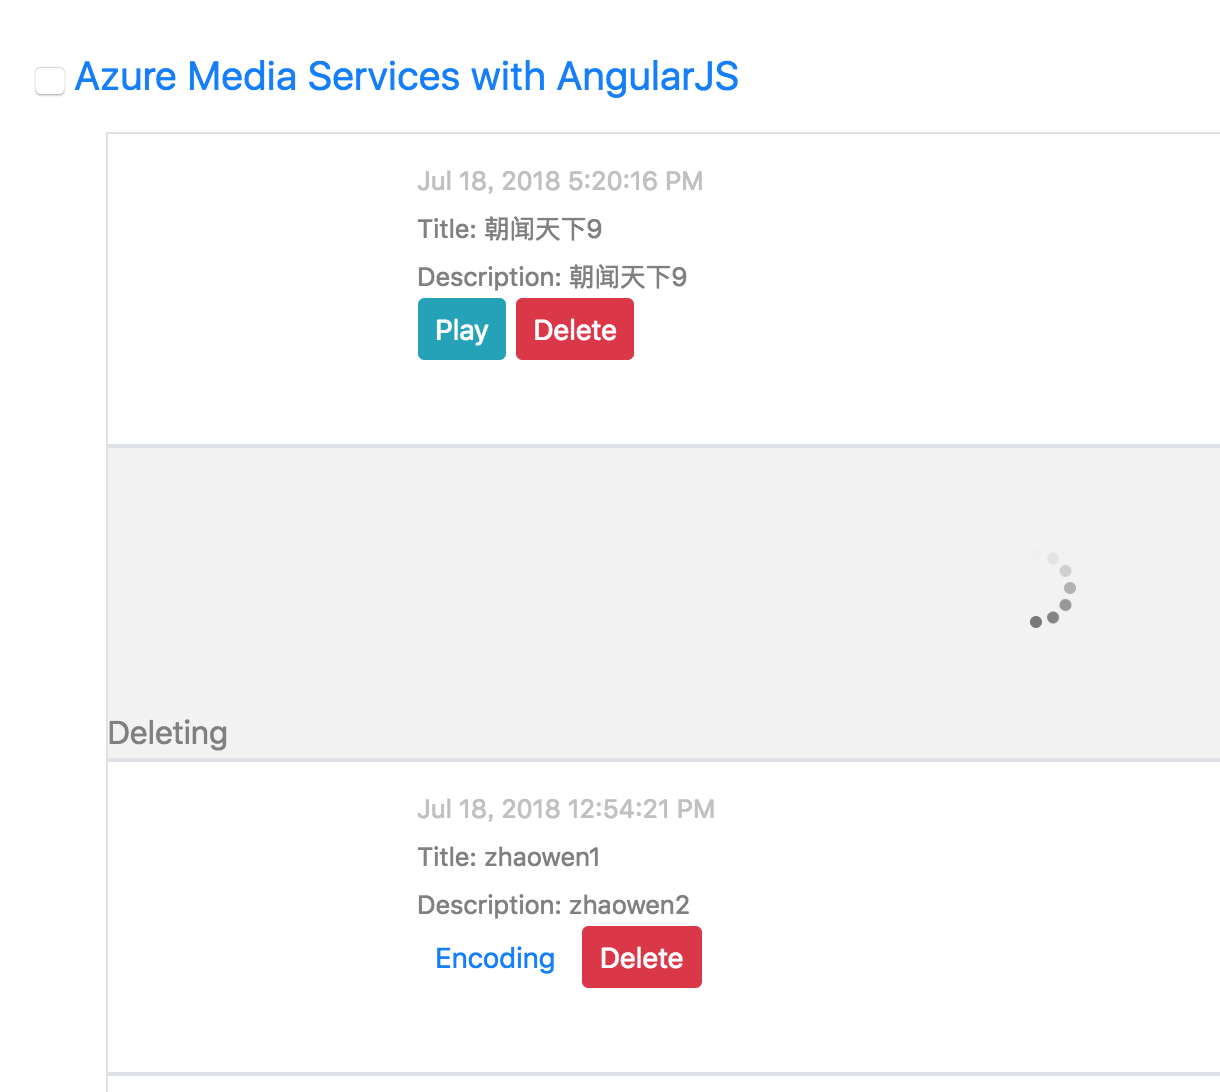 Azure Media Services with AngularJS
Jul 18, 2018 5:20:16 PM
Title: 朝闻天下9
Description: 朝闻天下9
Play Delete
Deleting
Jul 18, 2018 12:54:21 PM
Title: zhaowen1
Description: zhaowen2
Encoding Delete